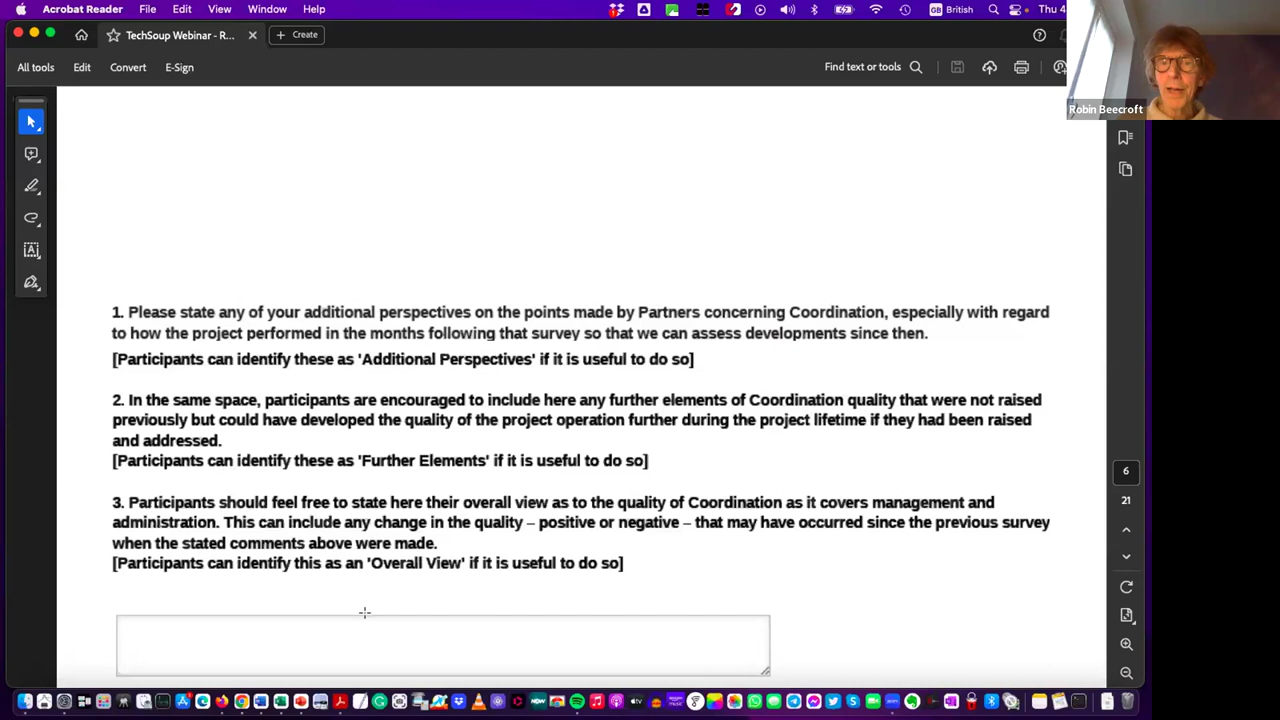 Acrobat Reader File Edit View Window Help British Thu 4
TechSoup Webinar - R... Create
All tools Edit Convert E-Sign Find text or tools
Robin Beecroft
1. Please state any of your additional perspectives on the points made by Partners concerning Coordination, especially with regard
to how the project performed in the months following that survey so that we can assess developments since then.
[Participants can identify these as 'Additional Perspectives' if it is useful to do so]
2. In the same space, participants are encouraged to include here any further elements of Coordination quality that were not raised
previously but could have developed the quality of the project operation further during the project lifetime if they had been raised
and addressed.
[Participants can identify these as 'Further Elements' if it is useful to do so]
3. Participants should feel free to state here their overall view as to the quality of Coordination as it covers management and
administration. This can include any change in the quality – positive or negative – that may have occurred since the previous survey
when the stated comments above were made.
[Participants can identify this as an 'Overall View' if it is useful to do so]
6
21